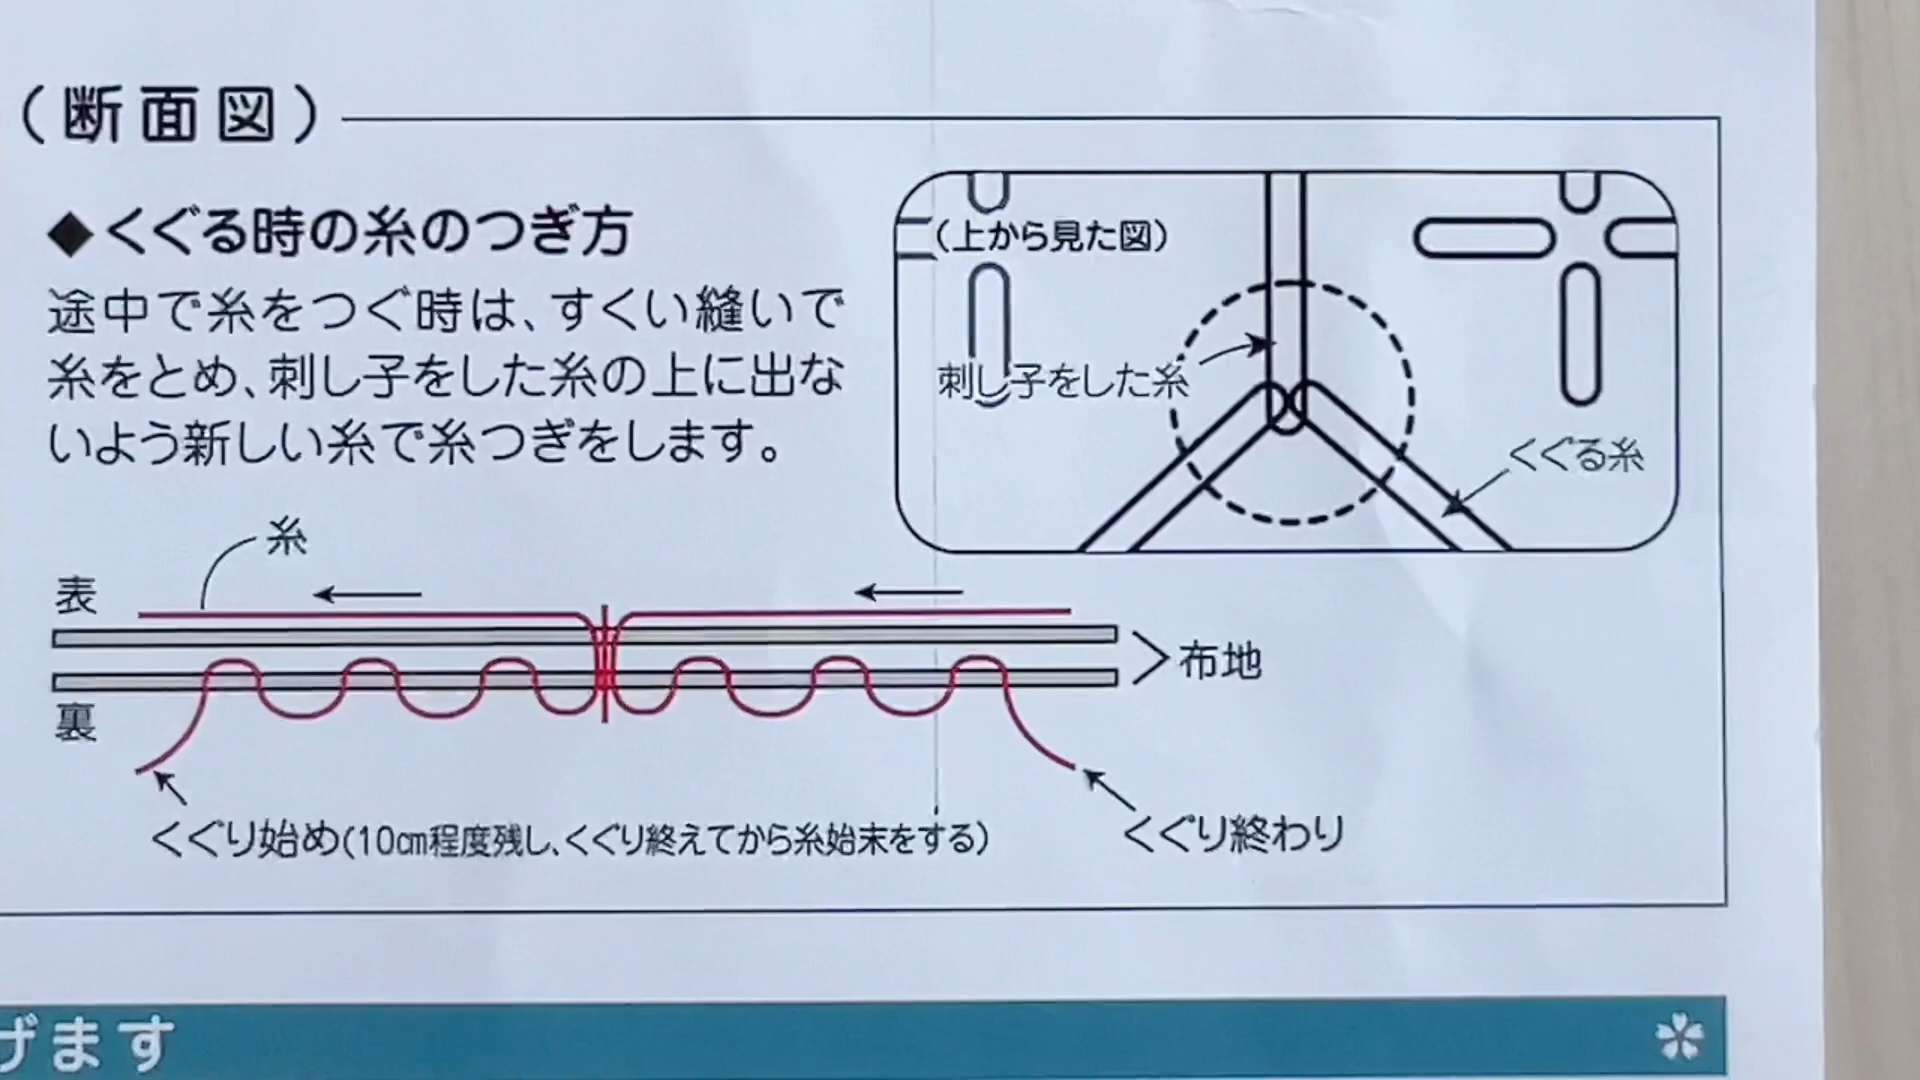 （断面図）
◆くぐる時の糸のつぎ方
途中で糸をつぐ時は、すくい縫いで
糸をとめ、刺し子をした糸の上に出な
いよう新しい糸で糸つぎをします。
（上から見た図）
刺し子をした糸
くぐる糸
糸
表
布地
裏
くぐり始め（10㎝程度残し、くぐり終えてから糸始末をする）
くぐり終わり
げます